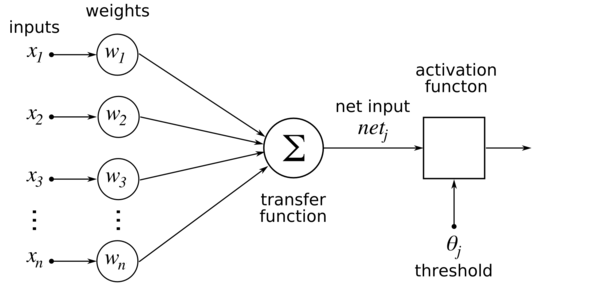 weights
inputs
x1 w1
x2 w2
x3 w3
⋮ ⋮
xn wn
Σ
transfer
function
net input
netj
activation
functon
θj
threshold